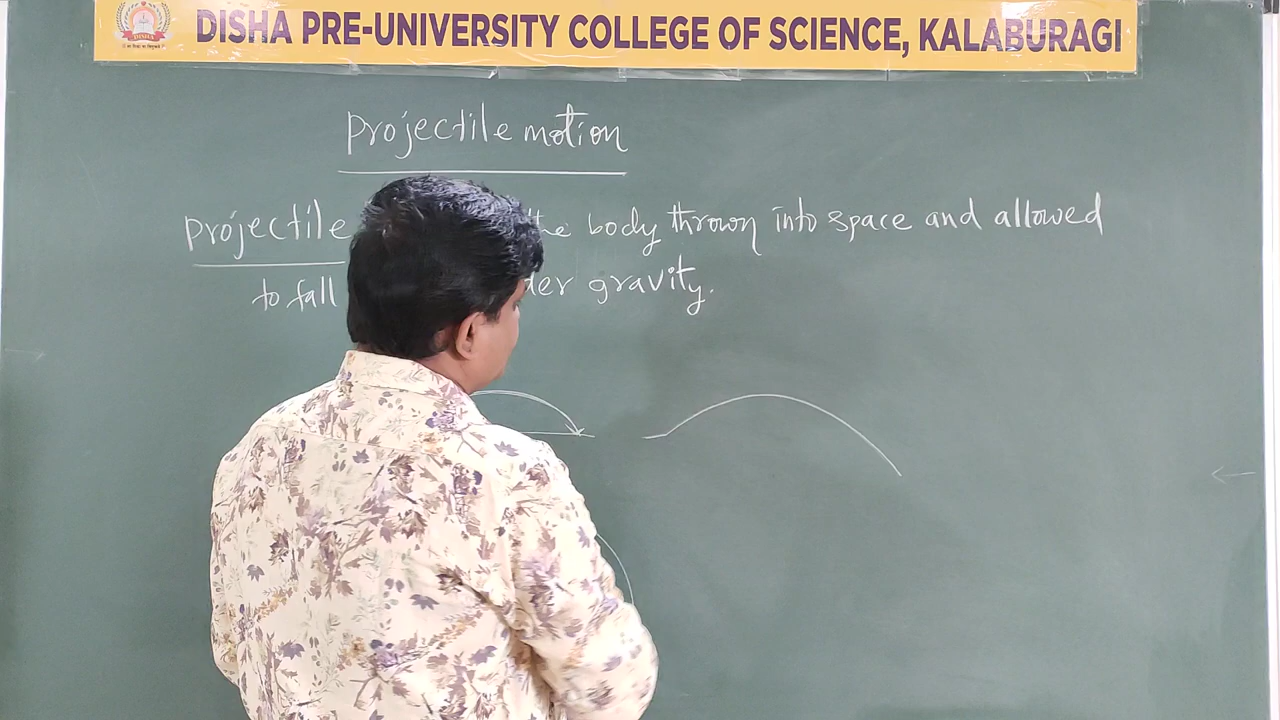 DISHA PRE-UNIVERSITY COLLEGE OF SCIENCE, KALABURAGI
DISHA
projectile motion
projectile the body thrown into space and allowed
to fall der gravity.